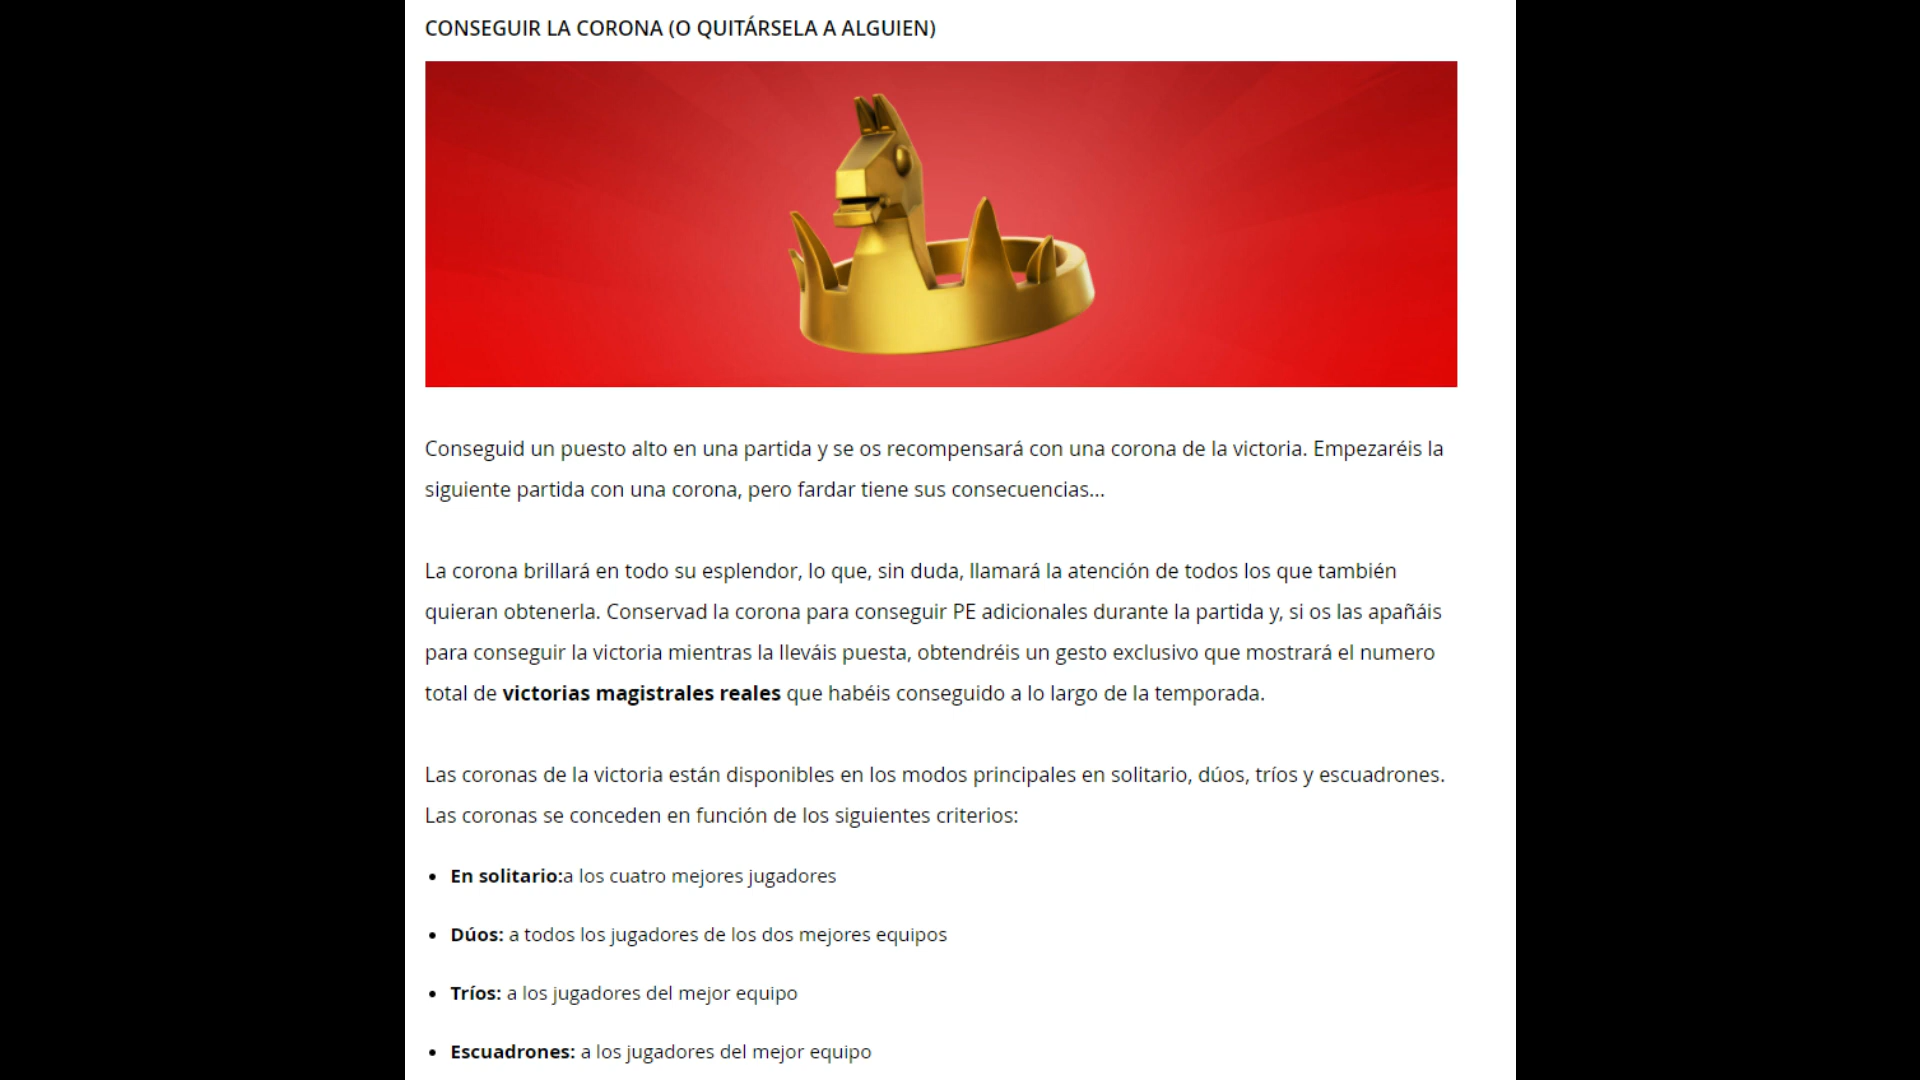 CONSEGUIR LA CORONA (O QUITÁRSELA A ALGUIEN)
Conseguid un puesto alto en una partida y se os recompensará con una corona de la victoria. Empezaréis la
siguiente partida con una corona, pero fardar tiene sus consecuencias...
La corona brillará en todo su esplendor, lo que, sin duda, llamará la atención de todos los que también
quieran obtenerla. Conservad la corona para conseguir PE adicionales durante la partida y, si os las apañáis
para conseguir la victoria mientras la lleváis puesta, obtendréis un gesto exclusivo que mostrará el numero
total de victorias magistrales reales que habéis conseguido a lo largo de la temporada.
Las coronas de la victoria están disponibles en los modos principales en solitario, dúos, tríos y escuadrones.
Las coronas se conceden en función de los siguientes criterios:
• En solitario:a los cuatro mejores jugadores
• Dúos: a todos los jugadores de los dos mejores equipos
• Tríos: a los jugadores del mejor equipo
• Escuadrones: a los jugadores del mejor equipo